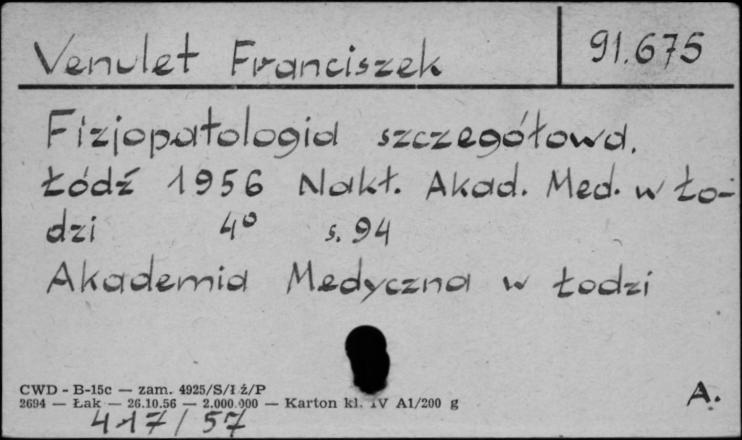 Venulet Franciszek 91.675
Fizjopatologia szczegółowa.
Łódź 1956 Nakł. Akad. Med. w Ło-
dzi 4º s. 94
Akademia Medyczna w Łodzi
CWD - B-15c — zam. 4925/S/ł ź/P
2694 — Łak — 26.10.56 — 2.000.000 — Karton kl. IV A1/200 g
A.
417/57